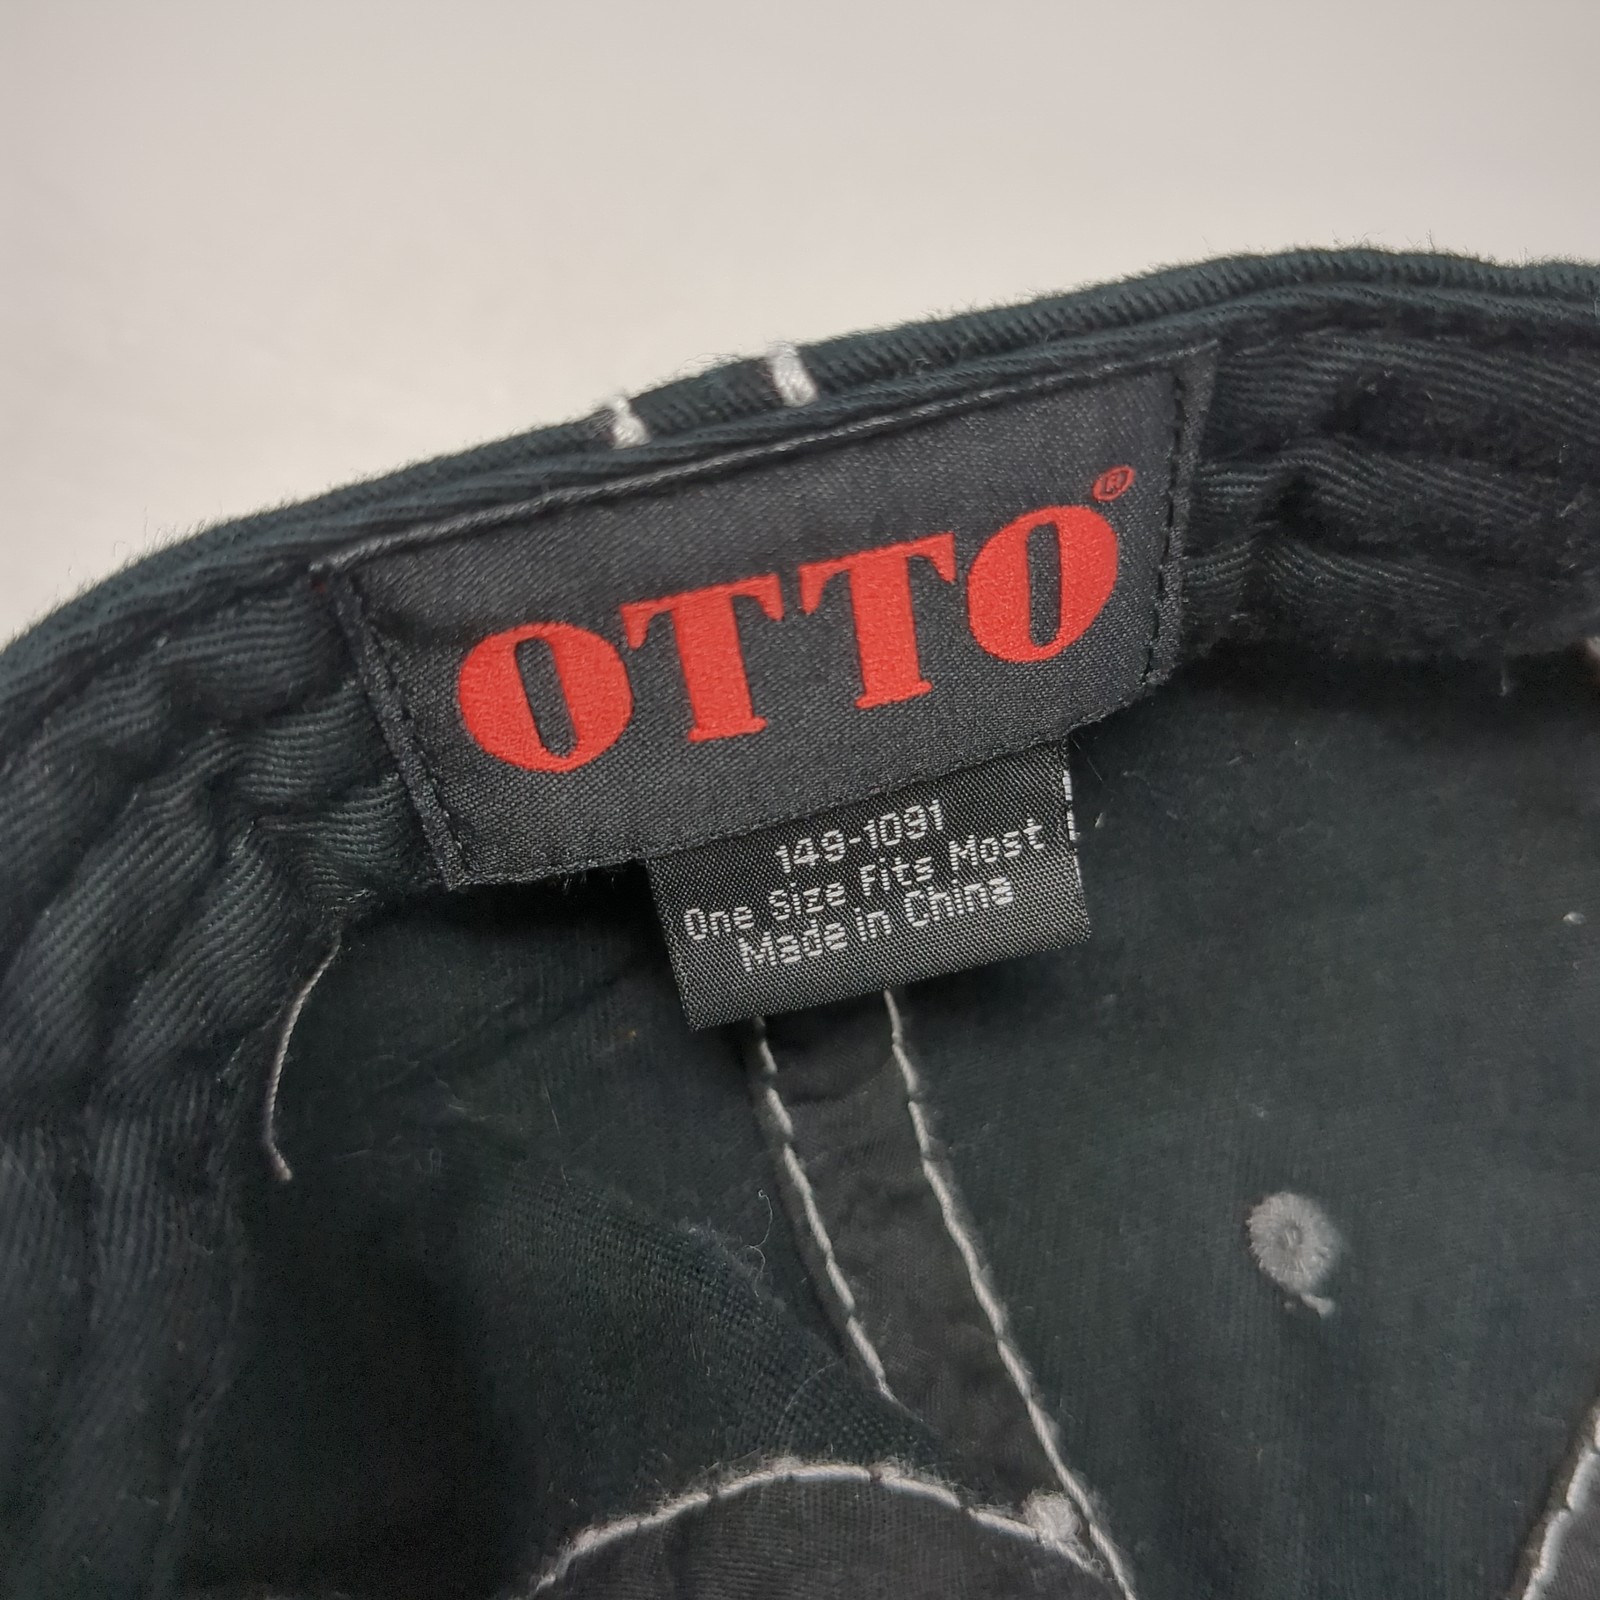 OTTO®
149-1091
One Size Fits Most
Made in China